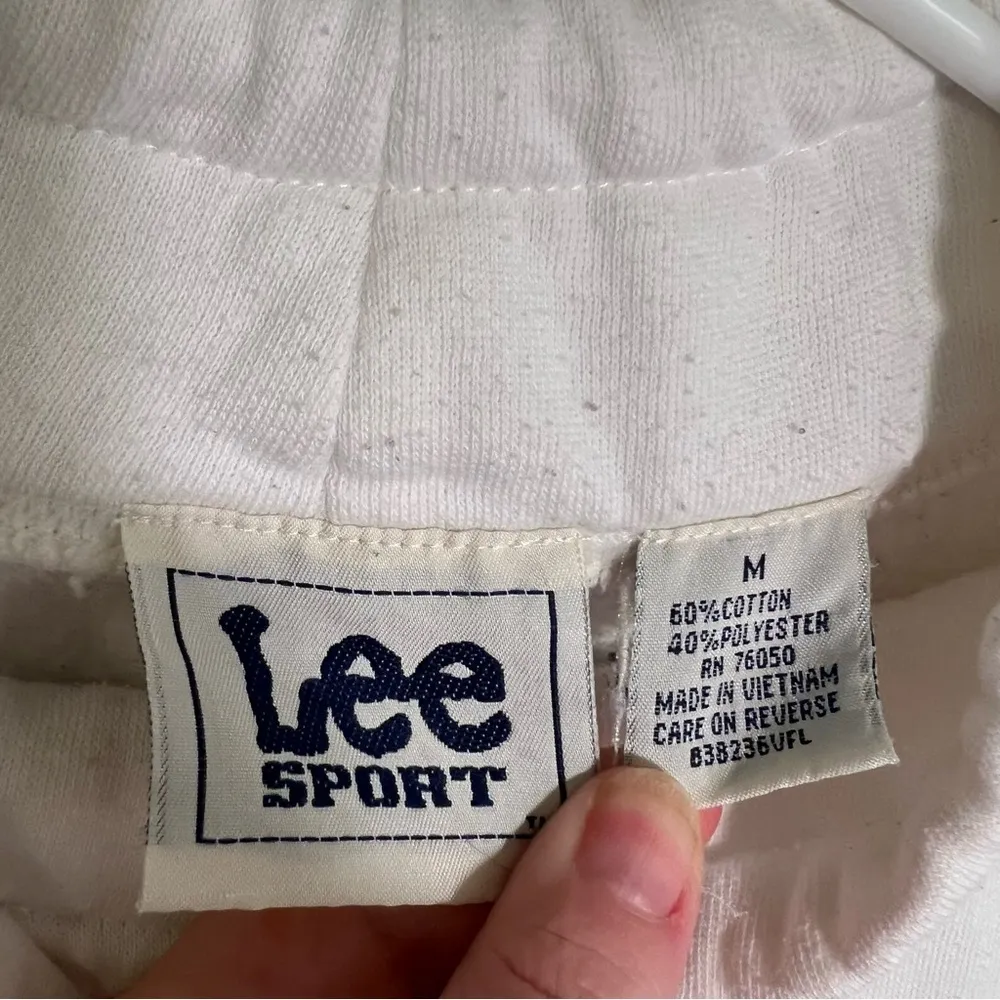 Lee
SPORT
M
60%COTTON
40%POLYESTER
RN 76050
MADE IN VIETNAM
CARE ON REVERSE
838236VFL